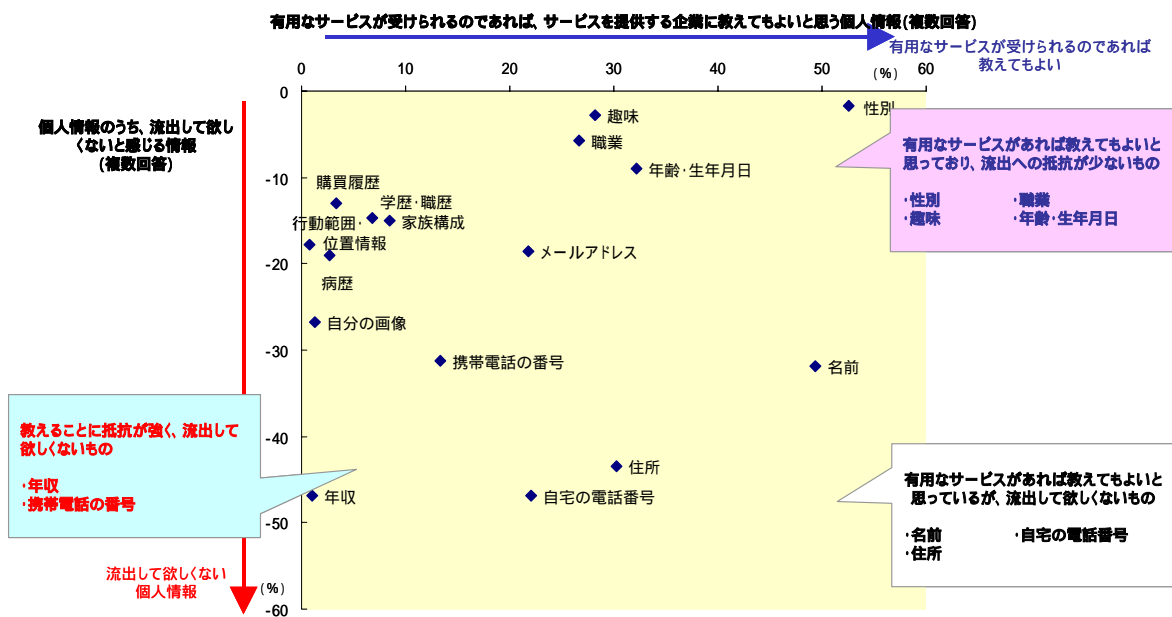 有用なサービスが受けられるのであれば、サービスを提供する企業に教えてもよいと思う個人情報(複数回答)
有用なサービスが受けられるのであれば
教えてもよい
0 10 20 30 40 50 60
(%)
個人情報のうち、流出して欲し
くないと感じる情報
(複数回答)
0
-10
-20
-30
-40
-50
-60
(%)
性別
趣味
職業
年齢・生年月日
購買履歴
学歴・職歴
行動範囲・
家族構成
位置情報
メールアドレス
病歴
自分の画像
携帯電話の番号
名前
住所
年収
自宅の電話番号
有用なサービスがあれば教えてもよいと
思っており、流出への抵抗が少ないもの
・性別 ・職業
・趣味 ・年齢・生年月日
教えることに抵抗が強く、流出して
欲しくないもの
・年収
・携帯電話の番号
有用なサービスがあれば教えてもよいと
思っているが、流出して欲しくないもの
・名前 ・自宅の電話番号
・住所
流出して欲しくない
個人情報